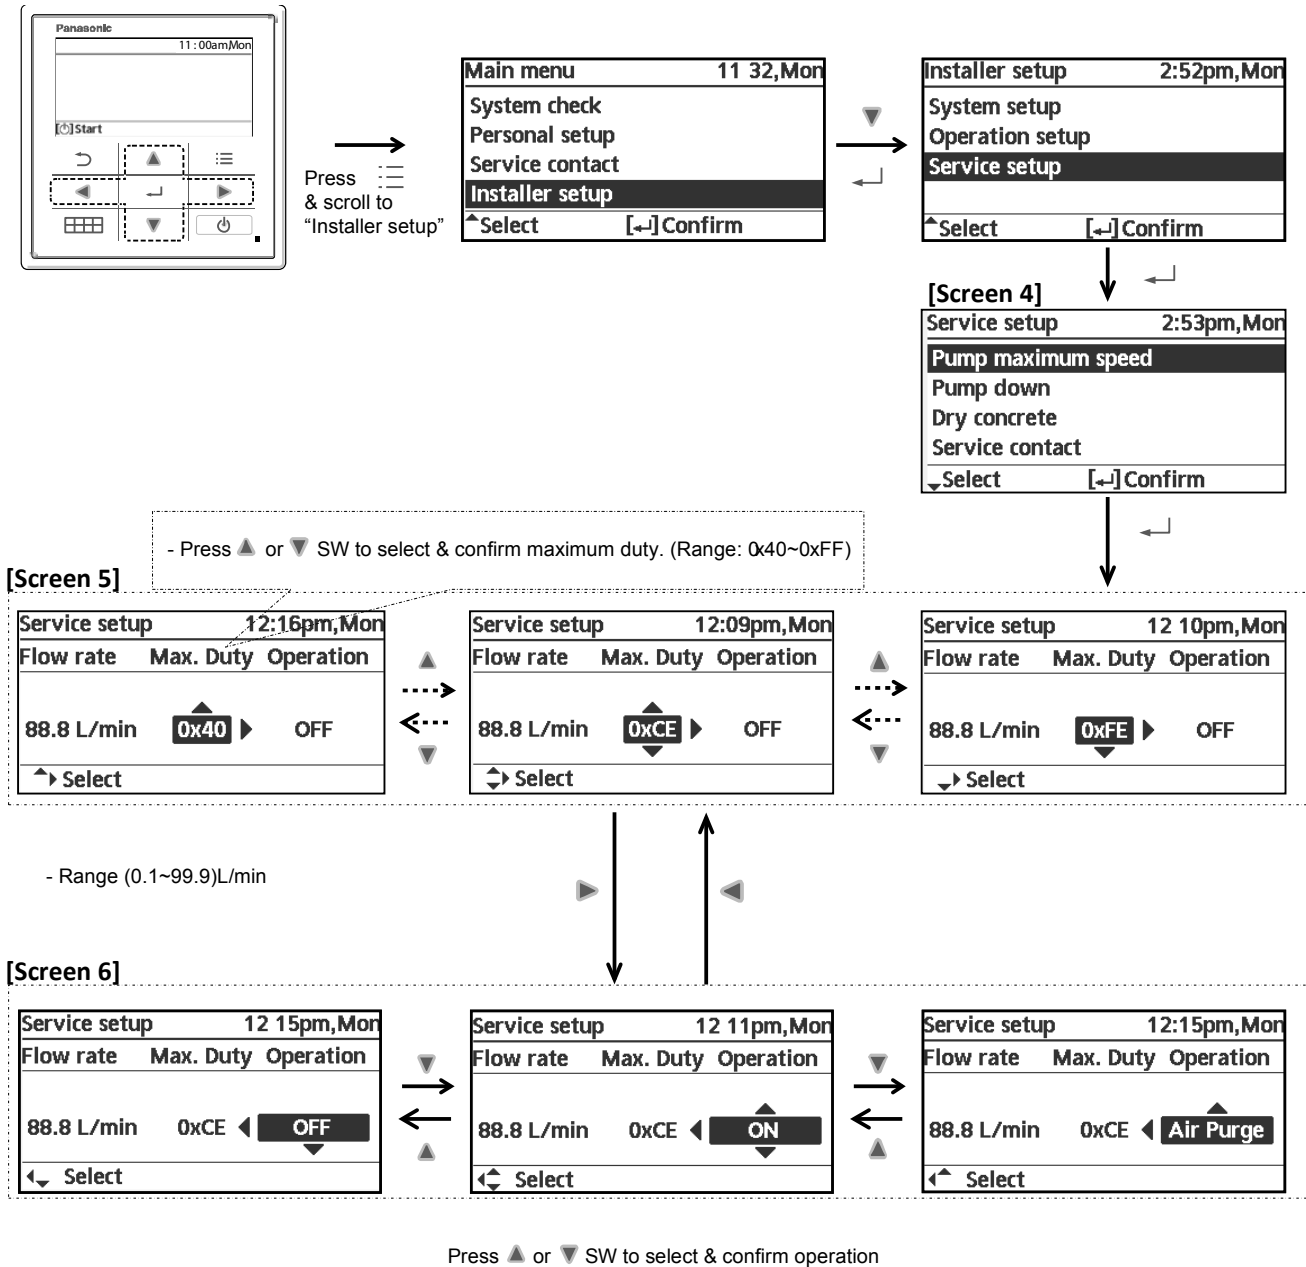 Panasonic
11:00am,Mon
[⏻]Start
Press
& scroll to
“Installer setup”
Main menu 11 32,Mon
System check
Personal setup
Service contact
Installer setup
Select [↵]Confirm
Installer setup 2:52pm,Mon
System setup
Operation setup
Service setup
Select [↵]Confirm
[Screen 4]
Service setup 2:53pm,Mon
Pump maximum speed
Pump down
Dry concrete
Service contact
Select [↵]Confirm
- Press ▲ or ▼ SW to select & confirm maximum duty. (Range: 0x40~0xFF)
[Screen 5]
Service setup 12:16pm,Mon
Flow rate Max. Duty Operation
88.8 L/min 0x40 OFF
Select
Service setup 12:09pm,Mon
Flow rate Max. Duty Operation
88.8 L/min 0xCE OFF
Select
Service setup 12 10pm,Mon
Flow rate Max. Duty Operation
88.8 L/min 0xFE OFF
Select
- Range (0.1~99.9)L/min
[Screen 6]
Service setup 12 15pm,Mon
Flow rate Max. Duty Operation
88.8 L/min 0xCE OFF
Select
Service setup 12 11pm,Mon
Flow rate Max. Duty Operation
88.8 L/min 0xCE ON
Select
Service setup 12:15pm,Mon
Flow rate Max. Duty Operation
88.8 L/min 0xCE Air Purge
Select
Press ▲ or ▼ SW to select & confirm operation